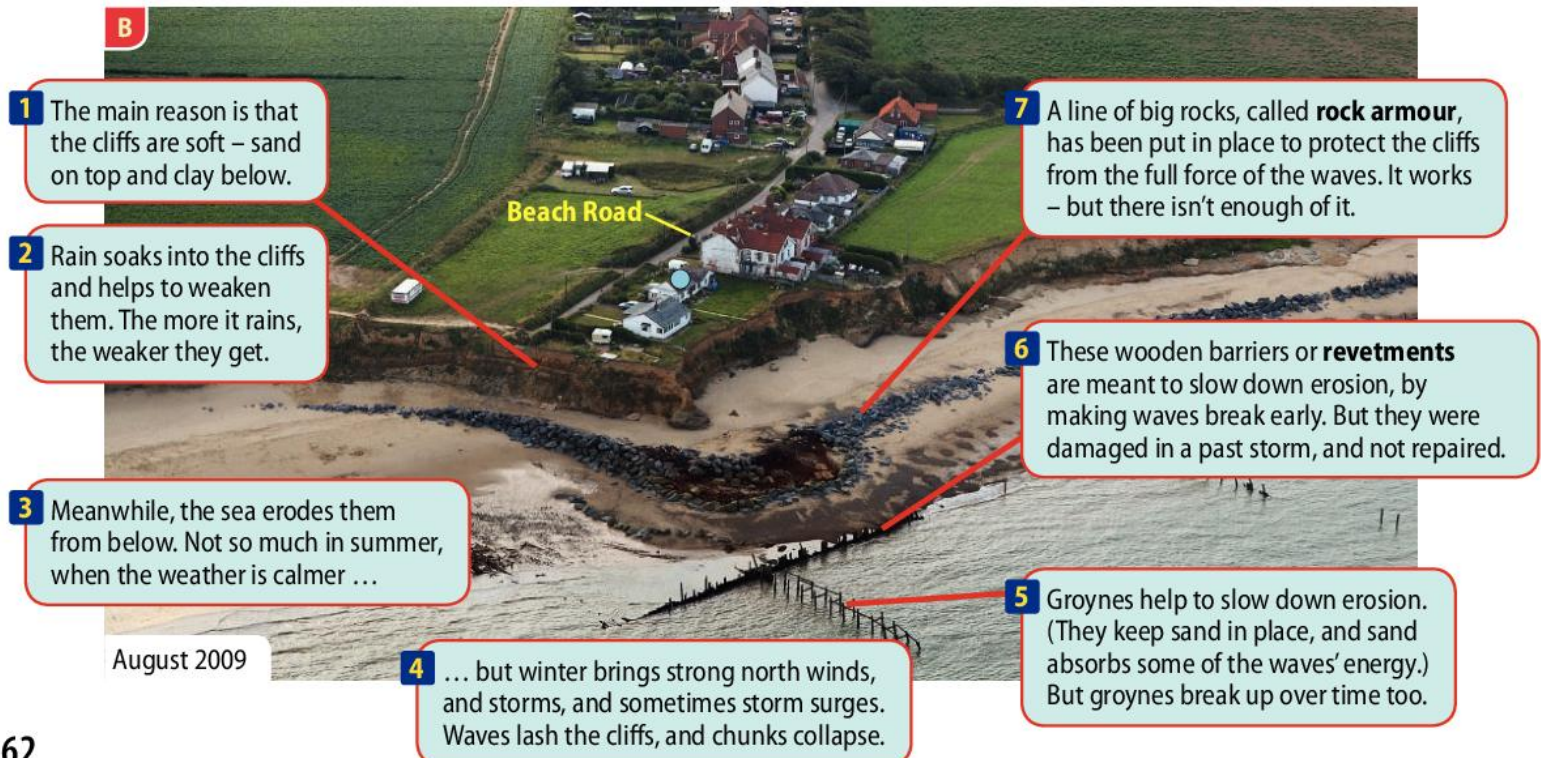 B
1 The main reason is that
the cliffs are soft – sand
on top and clay below.
2 Rain soaks into the cliffs
and helps to weaken
them. The more it rains,
the weaker they get.
3 Meanwhile, the sea erodes them
from below. Not so much in summer,
when the weather is calmer …
August 2009
4 … but winter brings strong north winds,
and storms, and sometimes storm surges.
Waves lash the cliffs, and chunks collapse.
5 Groynes help to slow down erosion.
(They keep sand in place, and sand
absorbs some of the waves’ energy.)
But groynes break up over time too.
6 These wooden barriers or revetments
are meant to slow down erosion, by
making waves break early. But they were
damaged in a past storm, and not repaired.
7 A line of big rocks, called rock armour,
has been put in place to protect the cliffs
from the full force of the waves. It works
– but there isn’t enough of it.
Beach Road
62